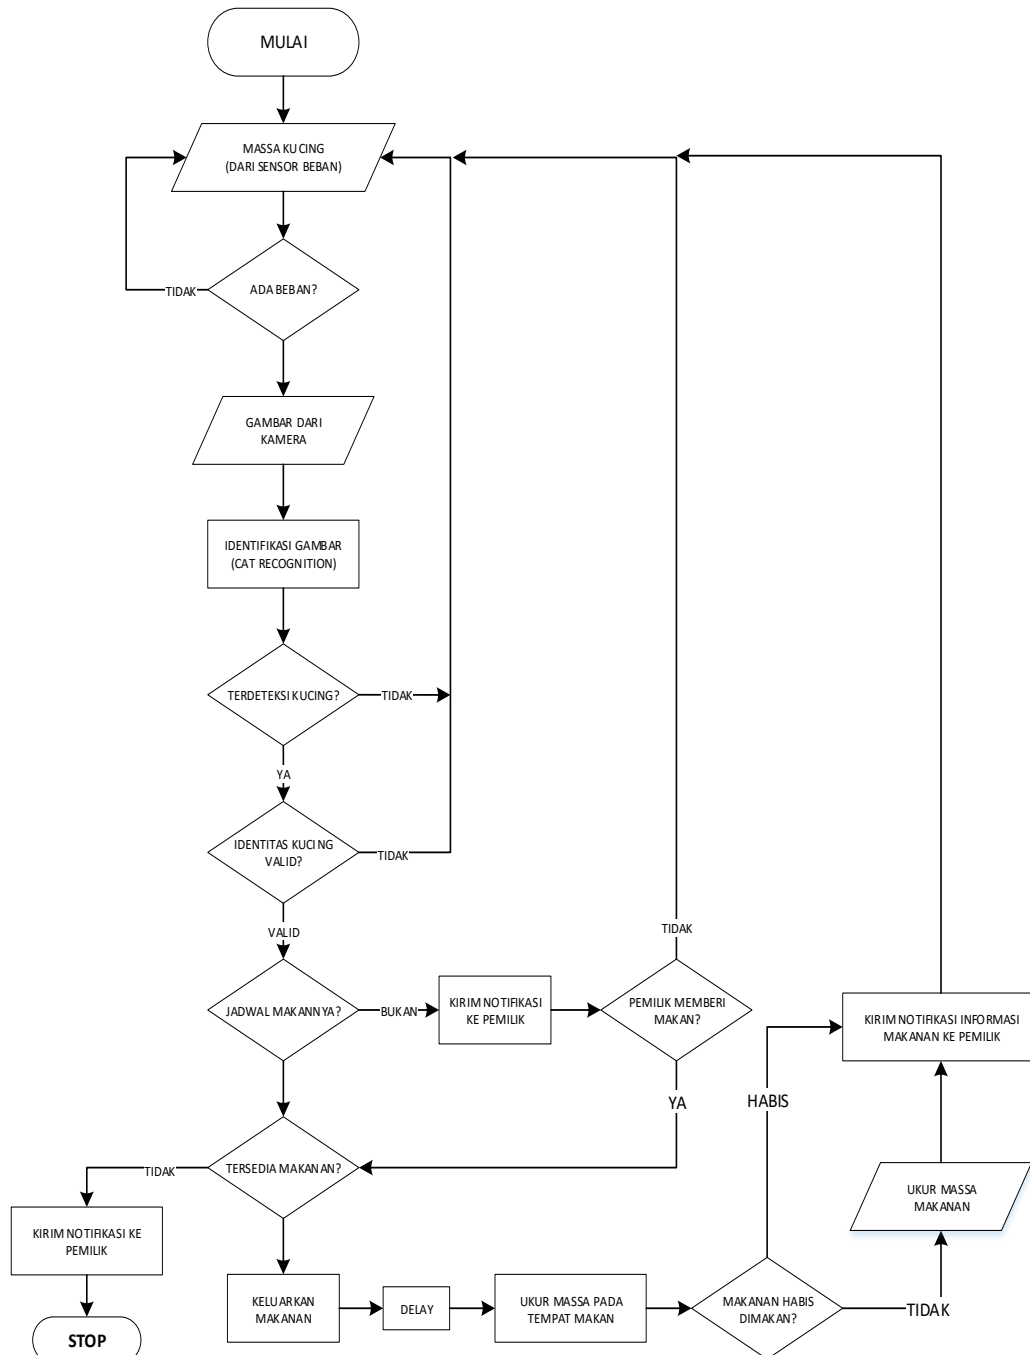 MULAI
MASSA KUCING
(DARI SENSOR BEBAN)
ADA BEBAN?
TIDAK
GAMBAR DARI
KAMERA
IDENTIFIKASI GAMBAR
(CAT RECOGNITION)
TERDETEKSI KUCING?
TIDAK
YA
IDENTITAS KUCING
VALID?
TIDAK
VALID
JADWAL MAKANNYA?
BUKAN
KIRIM NOTIFIKASI
KE PEMILIK
PEMILIK MEMBERI
MAKAN?
TIDAK
YA
TERSEDIA MAKANAN?
TIDAK
KIRIM NOTIFIKASI KE
PEMILIK
STOP
KELUARKAN
MAKANAN
DELAY
UKUR MASSA PADA
TEMPAT MAKAN
MAKANAN HABIS
DIMAKAN?
HABIS
TIDAK
UKUR MASSA
MAKANAN
KIRIM NOTIFIKASI INFORMASI
MAKANAN KE PEMILIK